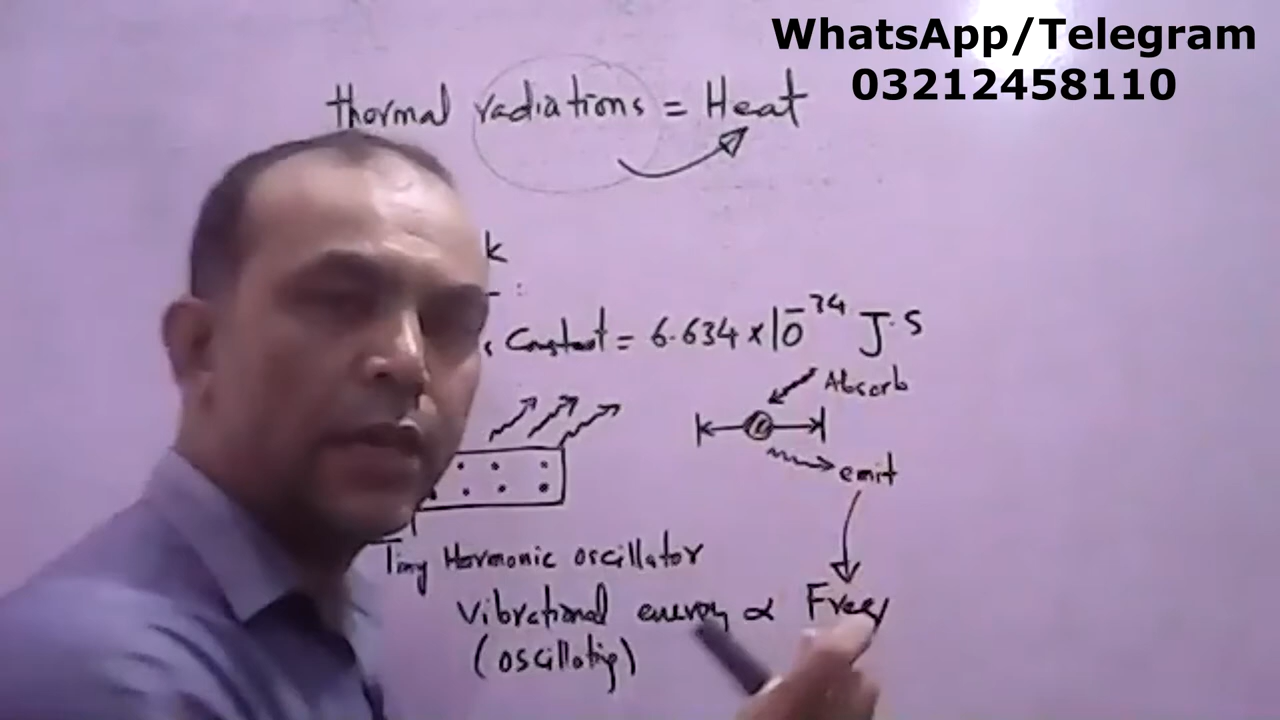 WhatsApp/Telegram
03212458110
thermal radiations = Heat
k
Constant = 6.634 × 10⁻³⁴ J·S
Absorb
emit
Tiny Harmonic oscillator
Vibrational energy ∝ Freq
(oscillating)